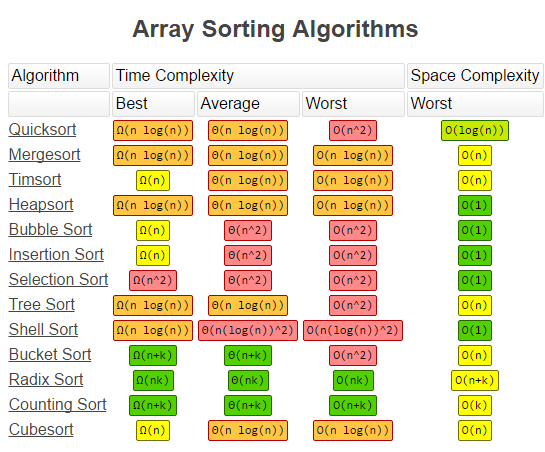 Array Sorting Algorithms
Algorithm Time Complexity Space Complexity
Best Average Worst Worst
Quicksort Ω(n log(n)) Θ(n log(n)) O(n^2) O(log(n))
Mergesort Ω(n log(n)) Θ(n log(n)) O(n log(n)) O(n)
Timsort Ω(n) Θ(n log(n)) O(n log(n)) O(n)
Heapsort Ω(n log(n)) Θ(n log(n)) O(n log(n)) O(1)
Bubble Sort Ω(n) Θ(n^2) O(n^2) O(1)
Insertion Sort Ω(n) Θ(n^2) O(n^2) O(1)
Selection Sort Ω(n^2) Θ(n^2) O(n^2) O(1)
Tree Sort Ω(n log(n)) Θ(n log(n)) O(n^2) O(n)
Shell Sort Ω(n log(n)) Θ(n(log(n))^2) O(n(log(n))^2) O(1)
Bucket Sort Ω(n+k) Θ(n+k) O(n^2) O(n)
Radix Sort Ω(nk) Θ(nk) O(nk) O(n+k)
Counting Sort Ω(n+k) Θ(n+k) O(n+k) O(k)
Cubesort Ω(n) Θ(n log(n)) O(n log(n)) O(n)